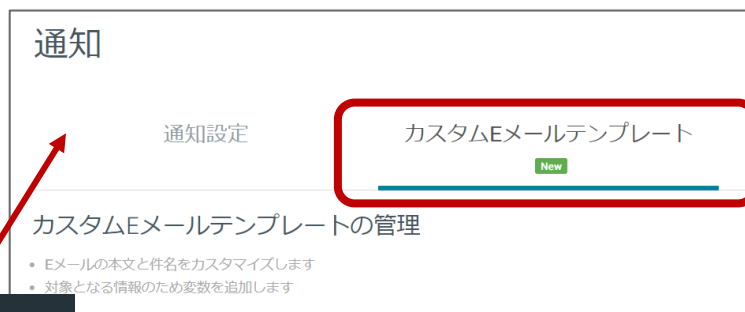 通知
通知設定
カスタムEメールテンプレート
New
カスタムEメールテンプレートの管理
• Eメールの本文と件名をカスタマイズします
• 対象となる情報のため変数を追加します